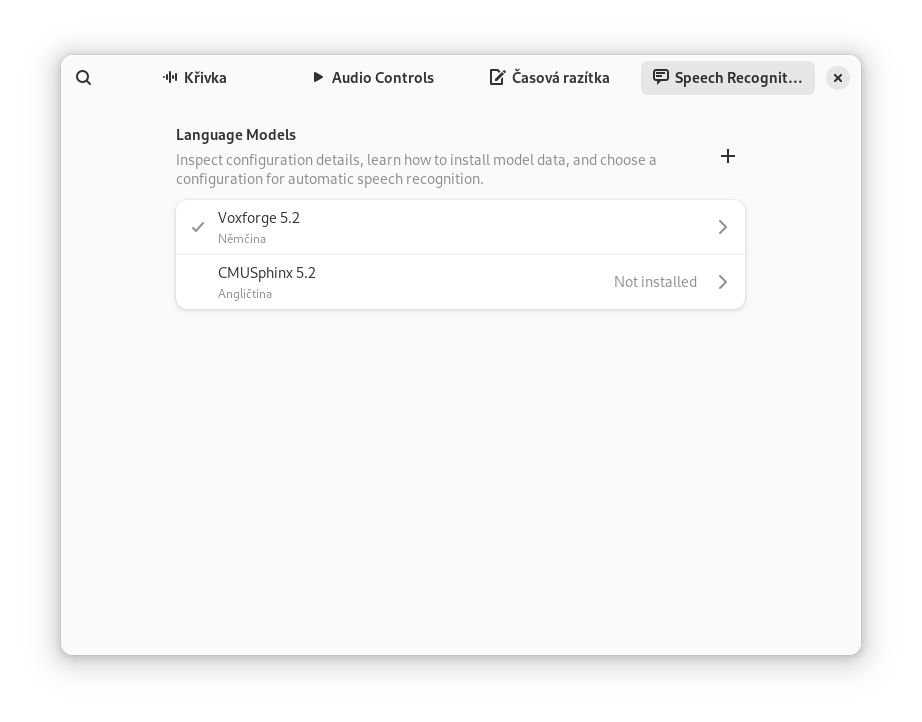 Křivka
Audio Controls
Časová razítka
Speech Recognit…
Language Models
Inspect configuration details, learn how to install model data, and choose a
configuration for automatic speech recognition.
Voxforge 5.2
Němčina
CMUSphinx 5.2
Angličtina
Not installed